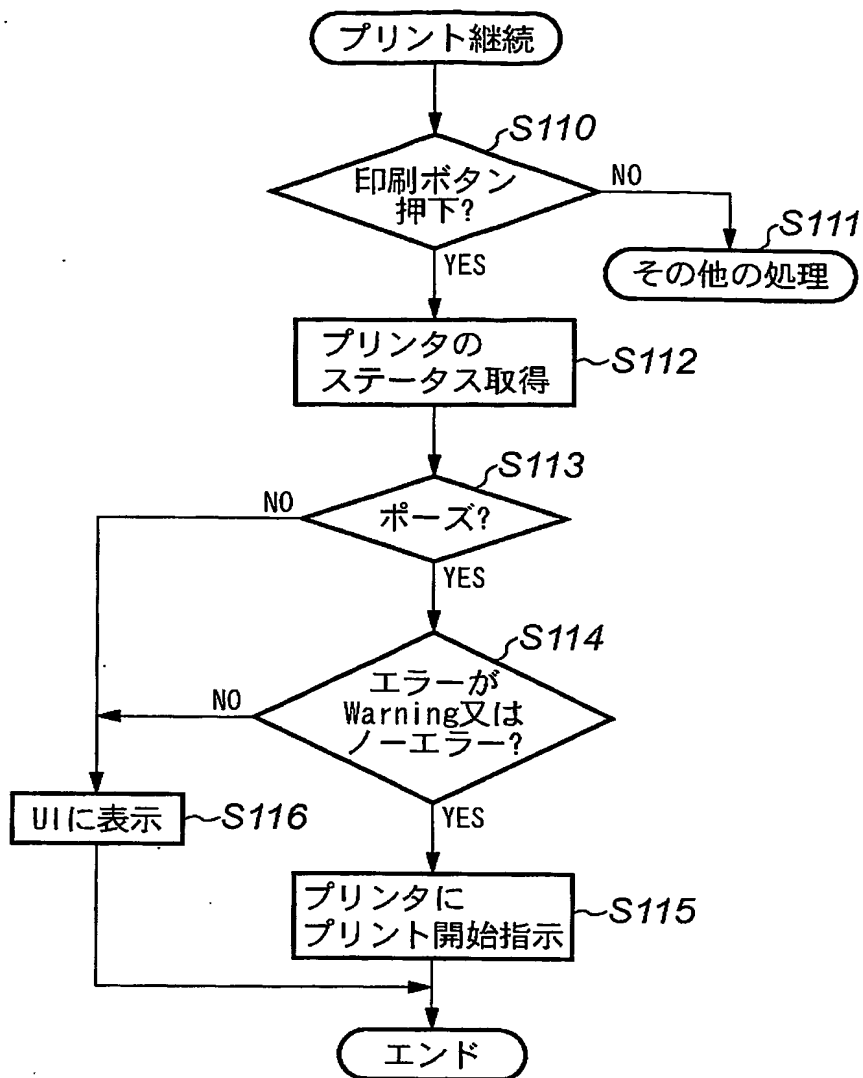 プリント継続
S110
印刷ボタン
押下?
NO
S111
YES
その他の処理
プリンタの
ステータス取得
S112
S113
NO
ポーズ?
YES
S114
エラーが
NO
Warning又は
ノーエラー?
UIに表示
S116
YES
プリンタに
プリント開始指示
S115
エンド